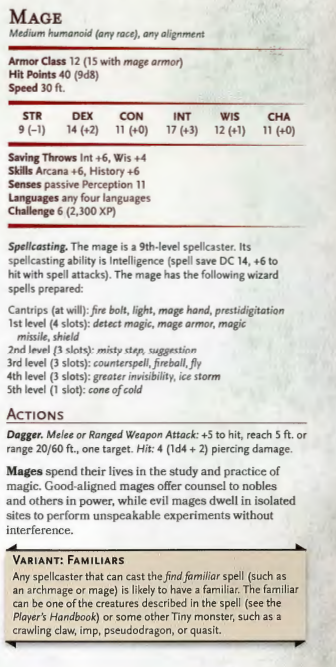 MAGE
Medium humanoid (any race), any alignment
Armor Class 12 (15 with mage armor)
Hit Points 40 (9d8)
Speed 30 ft.
STR DEX CON INT WIS CHA
9 (−1) 14 (+2) 11 (+0) 17 (+3) 12 (+1) 11 (+0)
Saving Throws Int +6, Wis +4
Skills Arcana +6, History +6
Senses passive Perception 11
Languages any four languages
Challenge 6 (2,300 XP)
Spellcasting. The mage is a 9th-level spellcaster. Its
spellcasting ability is Intelligence (spell save DC 14, +6 to
hit with spell attacks). The mage has the following wizard
spells prepared:
Cantrips (at will): fire bolt, light, mage hand, prestidigitation
1st level (4 slots): detect magic, mage armor, magic
missile, shield
2nd level (3 slots): misty step, suggestion
3rd level (3 slots): counterspell, fireball, fly
4th level (3 slots): greater invisibility, ice storm
5th level (1 slot): cone of cold
ACTIONS
Dagger. Melee or Ranged Weapon Attack: +5 to hit, reach 5 ft. or
range 20/60 ft., one target. Hit: 4 (1d4 + 2) piercing damage.
Mages spend their lives in the study and practice of
magic. Good-aligned mages offer counsel to nobles
and others in power, while evil mages dwell in isolated
sites to perform unspeakable experiments without
interference.
VARIANT: FAMILIARS
Any spellcaster that can cast the find familiar spell (such as
an archmage or mage) is likely to have a familiar. The familiar
can be one of the creatures described in the spell (see the
Player's Handbook) or some other Tiny monster, such as a
crawling claw, imp, pseudodragon, or quasit.